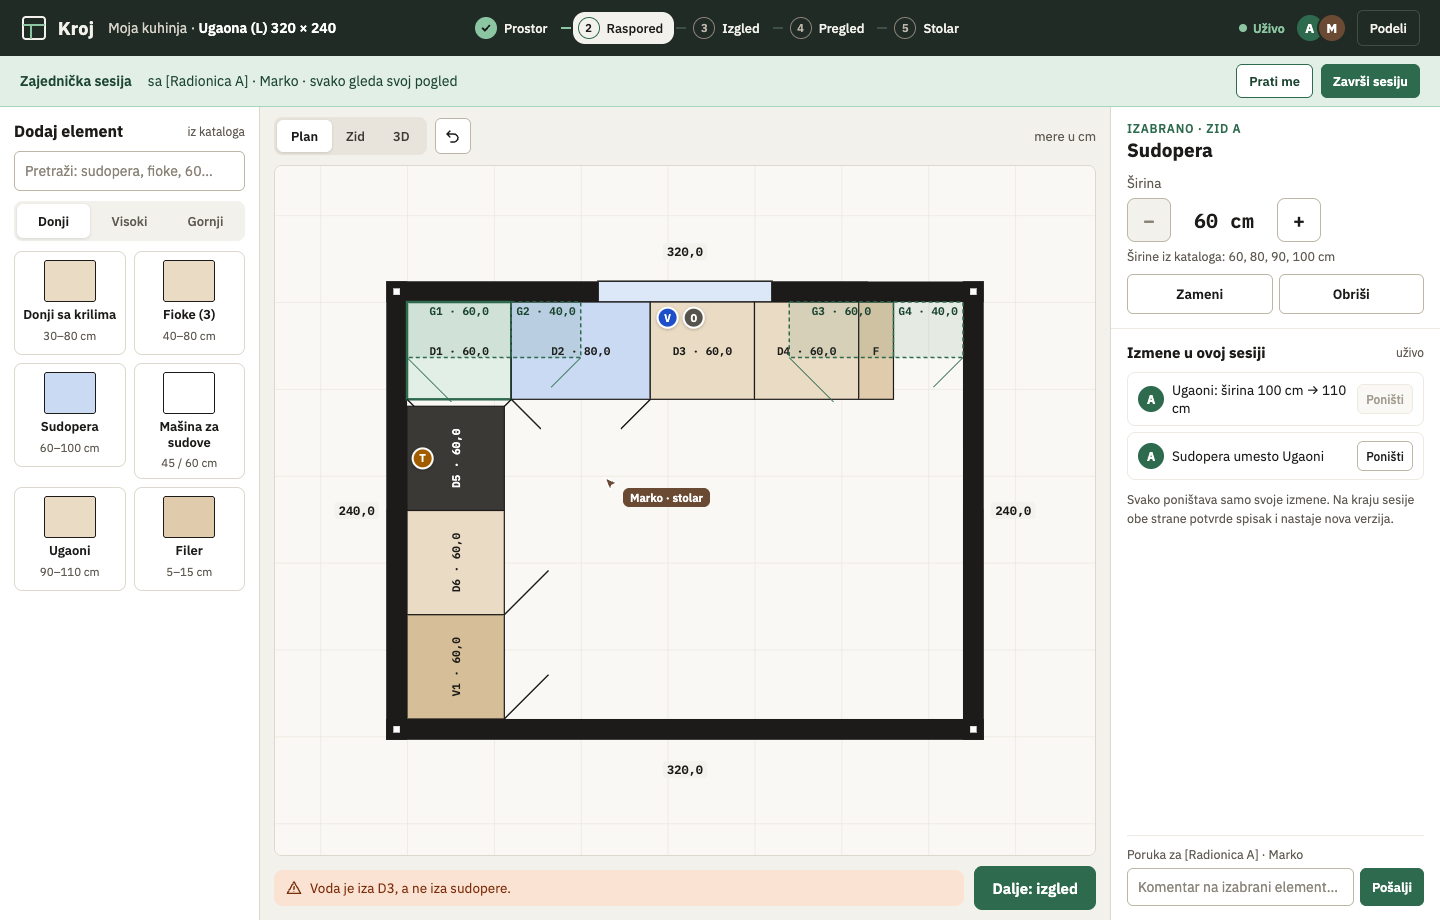 Kroj
Moja kuhinja · Ugaona (L) 320 × 240
Prostor
2 Raspored
3 Izgled
4 Pregled
5 Stolar
Uživo
A M
Podeli
Zajednička sesija sa [Radionica A] · Marko · svako gleda svoj pogled
Prati me
Završi sesiju
Dodaj element
iz kataloga
Pretraži: sudopera, fioke, 60...
Donji
Visoki
Gornji
Donji sa krilima
30–80 cm
Fioke (3)
40–80 cm
Sudopera
60–100 cm
Mašina za
sudove
45 / 60 cm
Ugaoni
90–110 cm
Filer
5–15 cm
Plan
Zid
3D
mere u cm
320,0
G1 · 60,0
G2 · 40,0
V
O
G3 · 60,0
G4 · 40,0
D1 · 60,0
D2 · 80,0
D3 · 60,0
D4 · 60,0
F
T
D5 · 60,0
Marko · stolar
240,0
240,0
D6 · 60,0
V1 · 60,0
320,0
Voda je iza D3, a ne iza sudopere.
Dalje: izgled
IZABRANO · ZID A
Sudopera
Širina
−
60 cm
+
Širine iz kataloga: 60, 80, 90, 100 cm
Zameni
Obriši
Izmene u ovoj sesiji
uživo
A
Ugaoni: širina 100 cm → 110
cm
Poništi
A
Sudopera umesto Ugaoni
Poništi
Svako poništava samo svoje izmene. Na kraju sesije
obe strane potvrde spisak i nastaje nova verzija.
Poruka za [Radionica A] · Marko
Komentar na izabrani element...
Pošalji